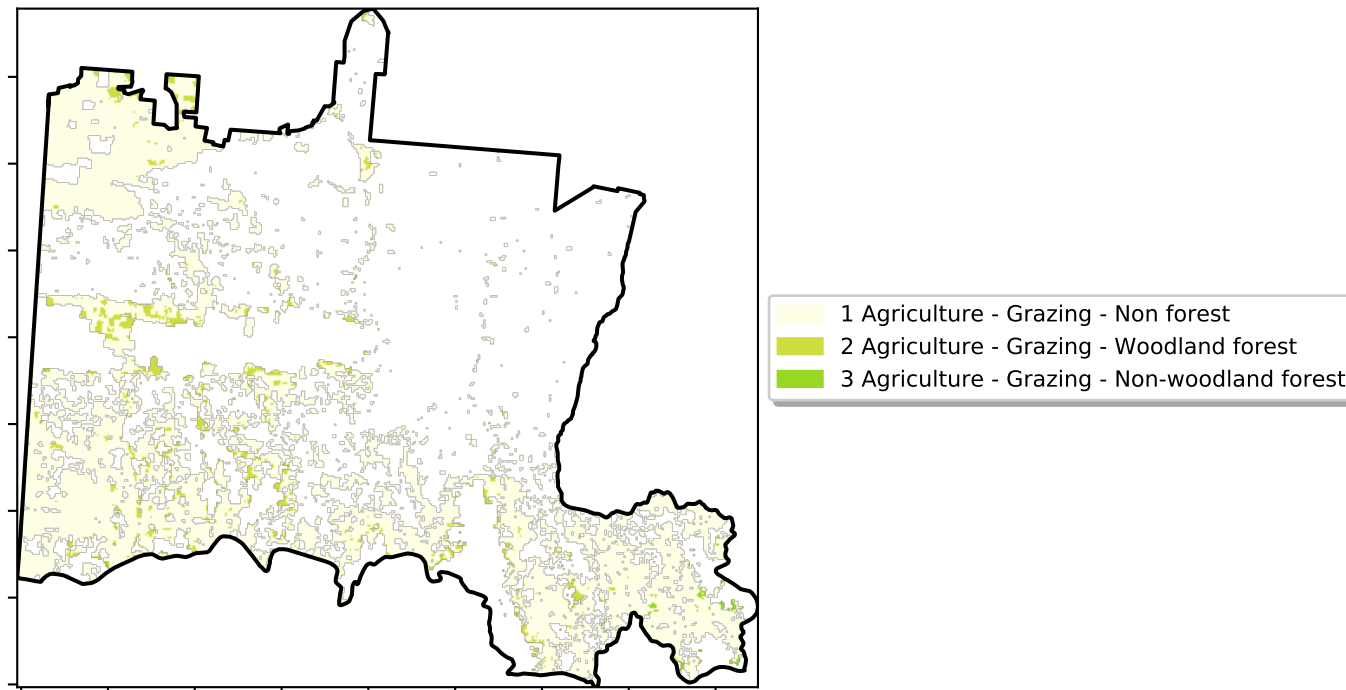 1 Agriculture - Grazing - Non forest
2 Agriculture - Grazing - Woodland forest
3 Agriculture - Grazing - Non-woodland forest